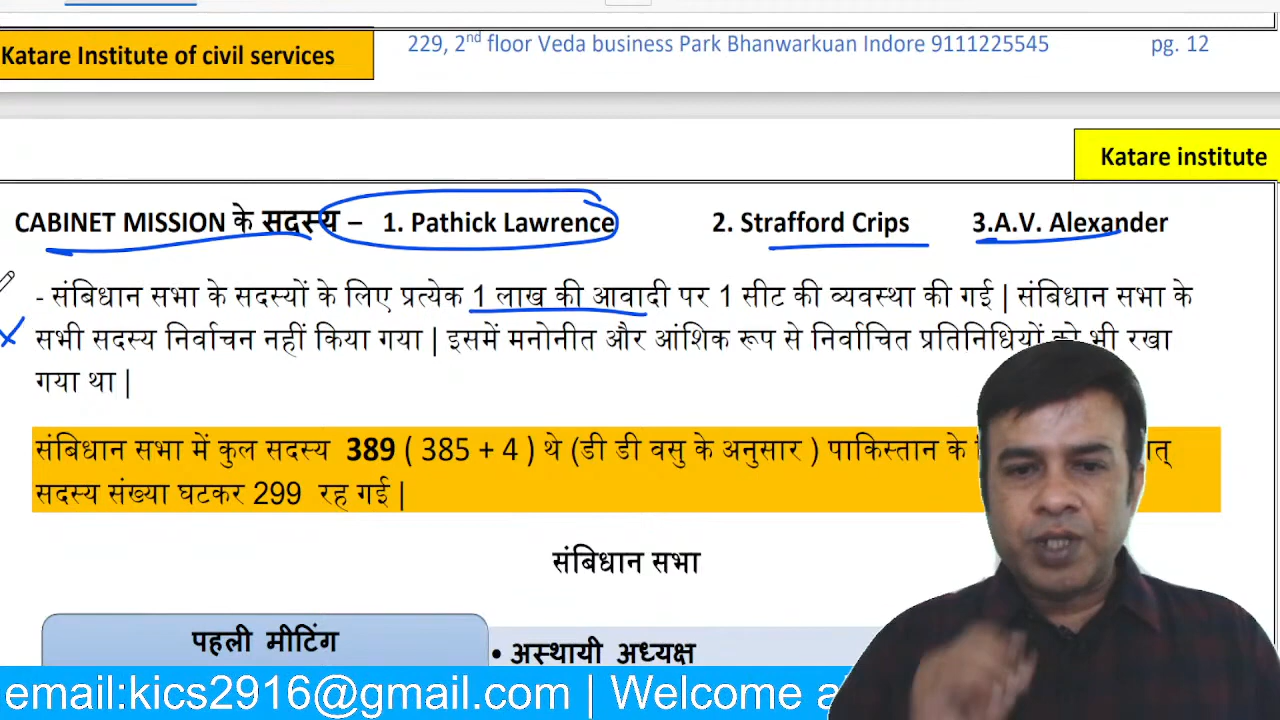 229, 2nd floor Veda business Park Bhanwarkuan Indore 9111225545 pg. 12
Katare Institute of civil services
Katare institute
CABINET MISSION के सदस्य – 1. Pathick Lawrence 2. Strafford Crips 3.A.V. Alexander
- संबिधान सभा के सदस्यों के लिए प्रत्येक 1 लाख की आवादी पर 1 सीट की व्यवस्था की गई | संबिधान सभा के
सभी सदस्य निर्वाचन नहीं किया गया | इसमें मनोनीत और आंशिक रूप से निर्वाचित प्रतिनिधियों को भी रखा
गया था |
संबिधान सभा में कुल सदस्य 389 ( 385 + 4 ) थे (डी डी वसु के अनुसार ) पाकिस्तान के
सदस्य संख्या घटकर 299 रह गई |
संबिधान सभा
पहली मीटिंग
• अस्थायी अध्यक्ष
email:kics2916@gmail.com | Welcome